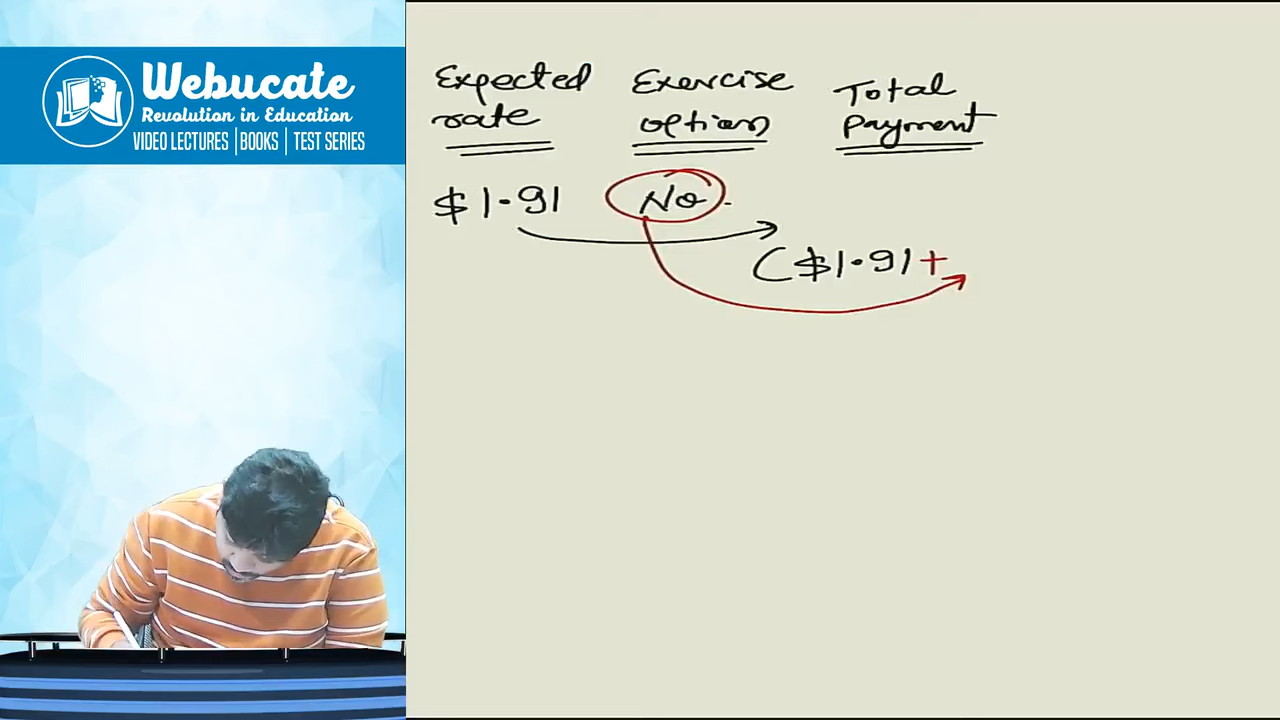 Webucate
Revolution in Education
VIDEO LECTURES | BOOKS | TEST SERIES
Expected rate
Exercise option
Total Payment
$1.91
No
($1.91+